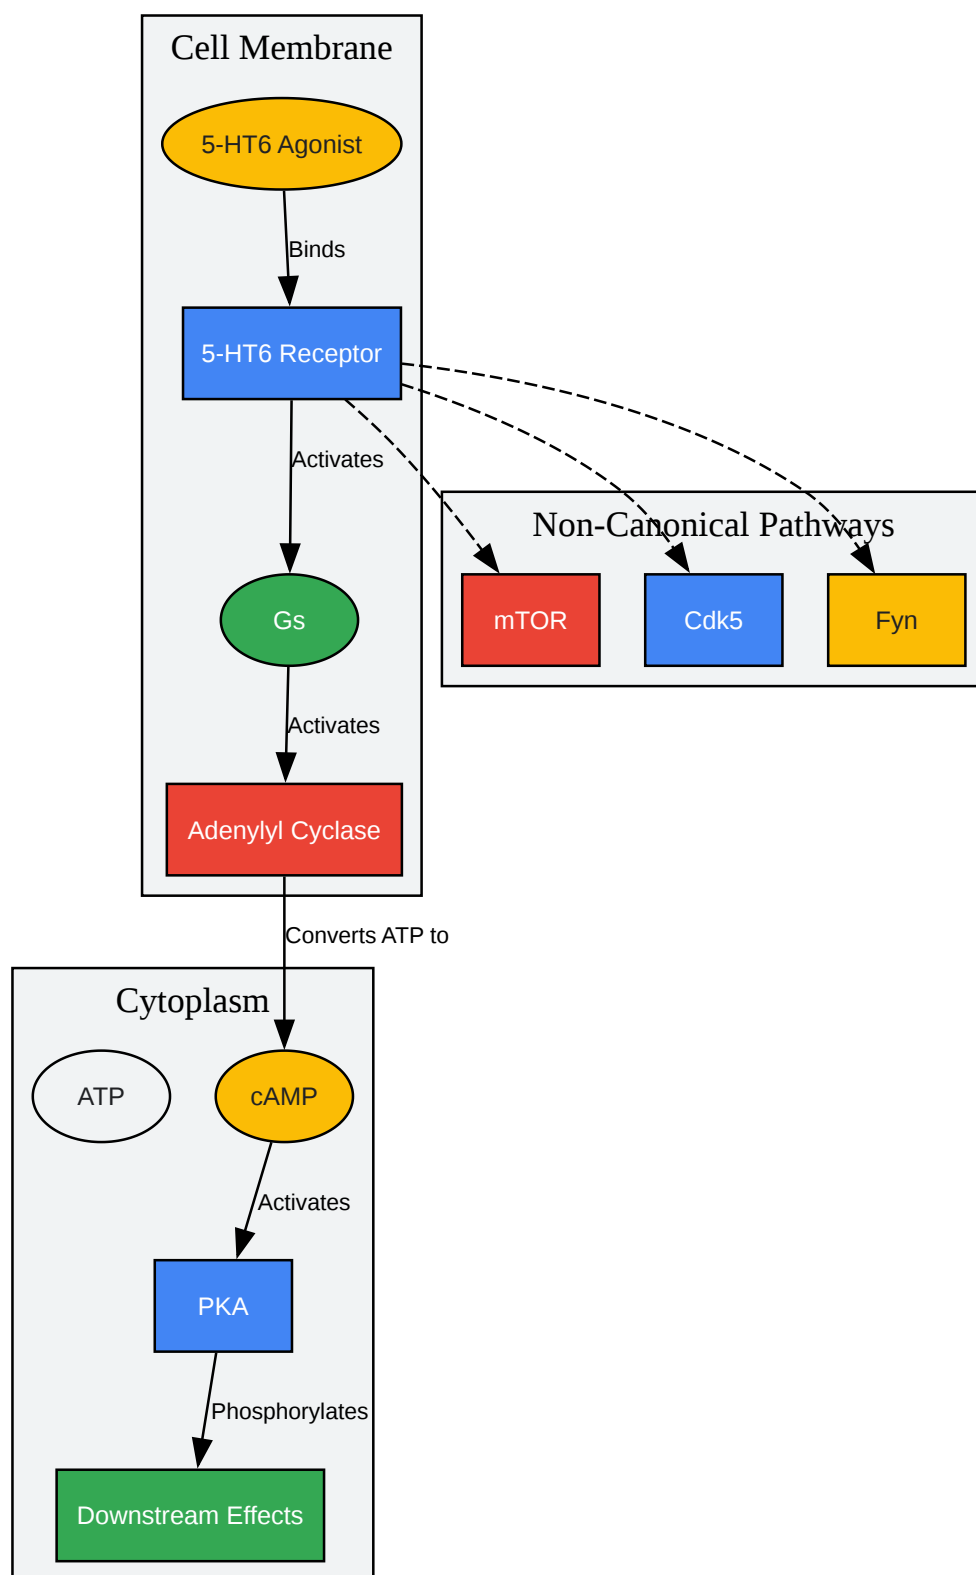 Cell Membrane
5-HT6 Agonist
Binds
5-HT6 Receptor
Activates
Non-Canonical Pathways
mTOR
Cdk5
Fyn
Gs
Activates
Adenylyl Cyclase
Converts ATP to
Cytoplasm
ATP
cAMP
Activates
PKA
Phosphorylates
Downstream Effects